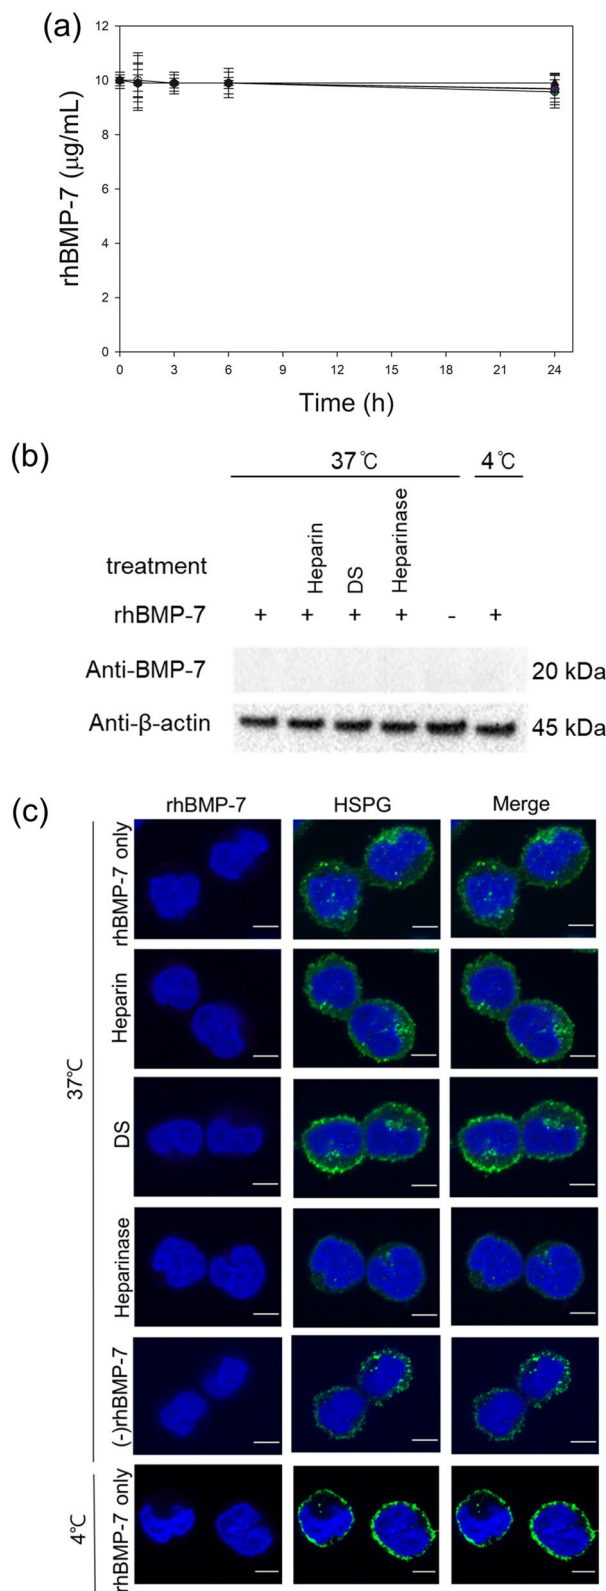 (a)
12
10
8
6
4
2
0
rhBMP-7 (μg/mL)
0 3 6 9 12 15 18 21 24
Time (h)
(b)
37℃ 4℃
treatment Heparin DS Heparinase
rhBMP-7 + + + + - +
Anti-BMP-7 20 kDa
Anti-β-actin 45 kDa
(c)
rhBMP-7 HSPG Merge
37℃
rhBMP-7 only
Heparin
DS
Heparinase
(-)rhBMP-7
4℃
rhBMP-7 only